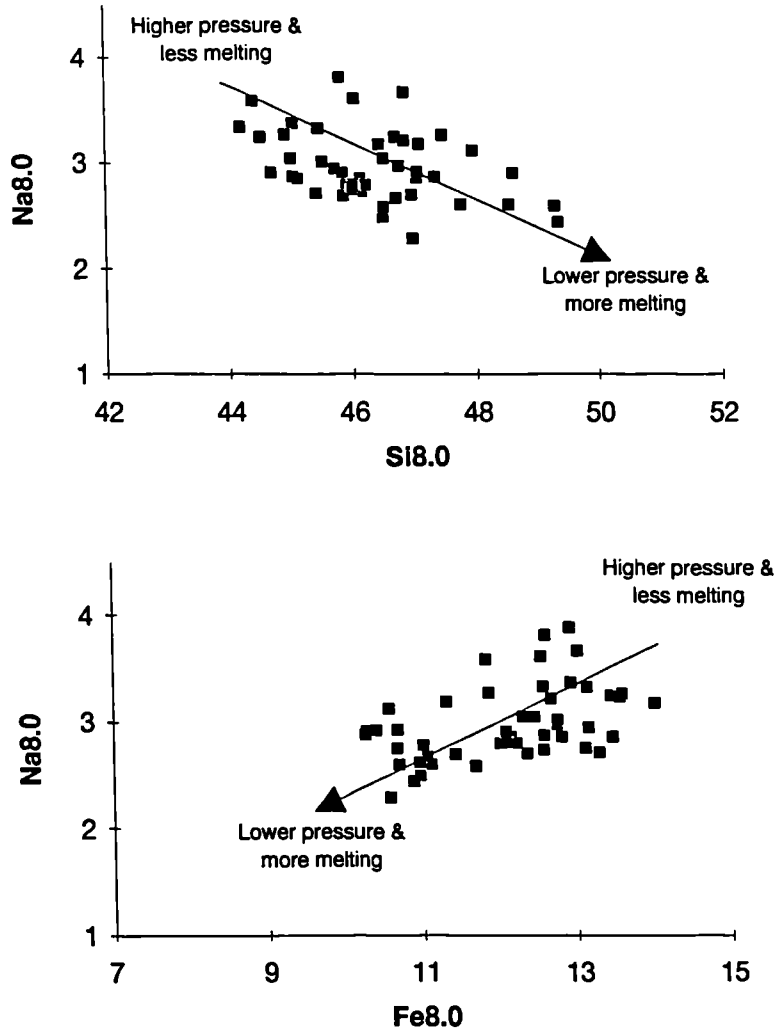 Higher pressure &
less melting
4
3
2
1
Na8.0
Lower pressure &
more melting
42 44 46 48 50 52
Si8.0
Higher pressure &
less melting
4
3
2
1
Na8.0
Lower pressure &
more melting
7 9 11 13 15
Fe8.0